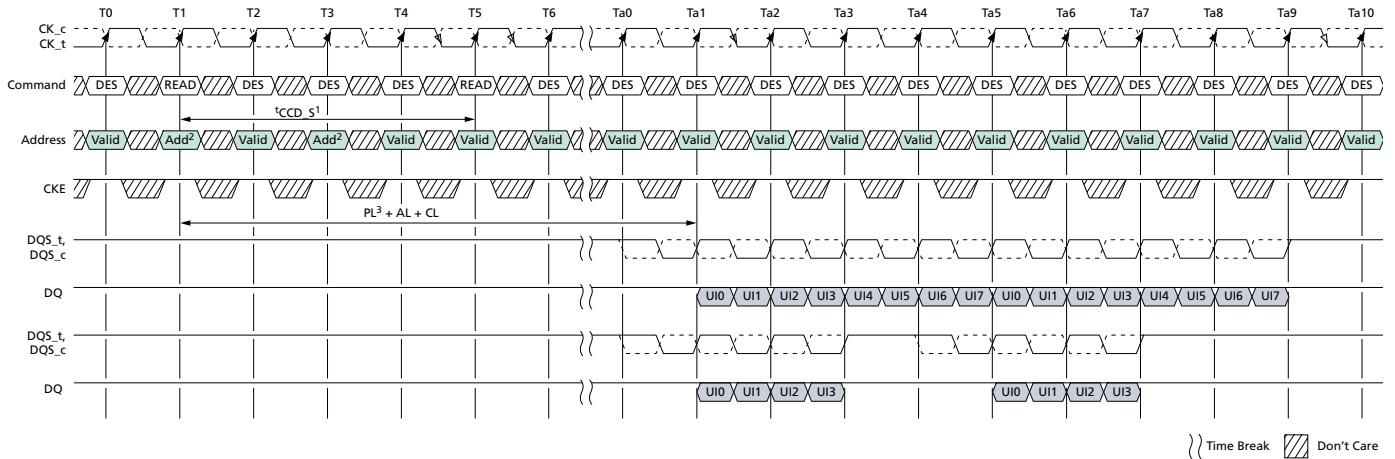 T0 T1 T2 T3 T4 T5 T6 Ta0 Ta1 Ta2 Ta3 Ta4 Ta5 Ta6 Ta7 Ta8 Ta9 Ta10
CK_c
CK_t
Command DES READ DES DES DES READ DES DES DES DES DES DES DES DES DES DES DES DES
tCCD_S1
Address Valid Add2 Valid Add2 Valid Valid Valid Valid Valid Valid Valid Valid Valid Valid Valid Valid Valid Valid
CKE
PL3 + AL + CL
DQS_t,
DQS_c
DQ UI0 UI1 UI2 UI3 UI4 UI5 UI6 UI7 UI0 UI1 UI2 UI3 UI4 UI5 UI6 UI7
DQS_t,
DQS_c
DQ UI0 UI1 UI2 UI3 UI0 UI1 UI2 UI3
Time Break Don't Care